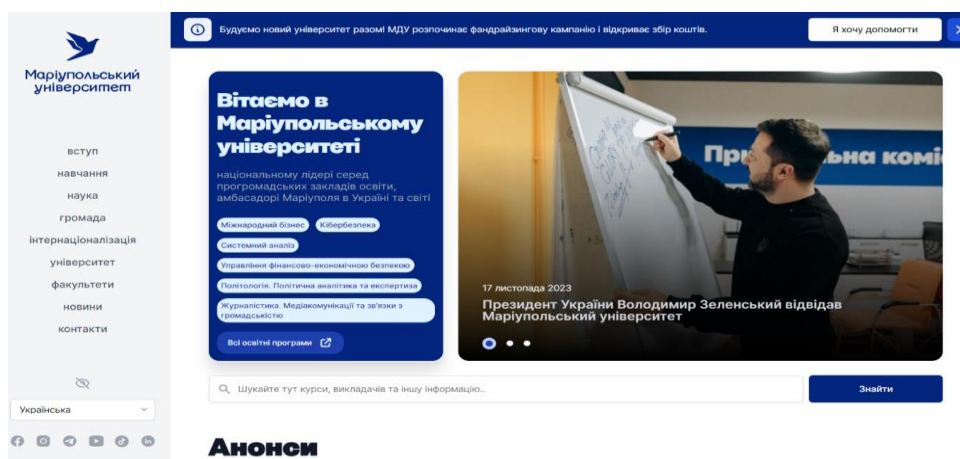 Маріупольський
університет
вступ
навчання
наука
громада
інтернаціоналізація
університет
факультети
новини
контакти
Українська
Будуємо новий університет разом! МДУ розпочинає фандрайзингову кампанію і відкриває збір коштів.
Я хочу допомогти
Вітаємо в
Маріупольському
університеті
національному лідері серед
прогромадських закладів освіти,
амбасадорі Маріуполя в Україні та світі
Міжнародний бізнес
Кібербезпека
Системний аналіз
Управління фінансово-економічною безпекою
Політологія. Політична аналітика та експертиза
Журналістика. Медіакомунікації та зв'язки з
громадськістю
Всі освітні програми
17 листопада 2023
Президент України Володимир Зеленський відвідав
Маріупольський університет
Шукайте тут курси, викладачів та іншу інформацію..
Знайти
Анонси